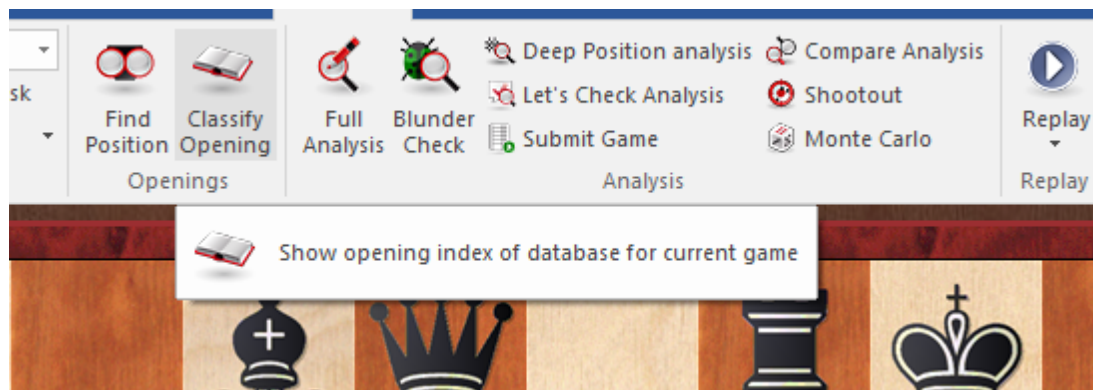 sk
Find
Position
Classify
Opening
Openings
Full
Analysis
Blunder
Check
Deep Position analysis
Let's Check Analysis
Submit Game
Compare Analysis
Shootout
Monte Carlo
Analysis
Replay
Replay
Show opening index of database for current game